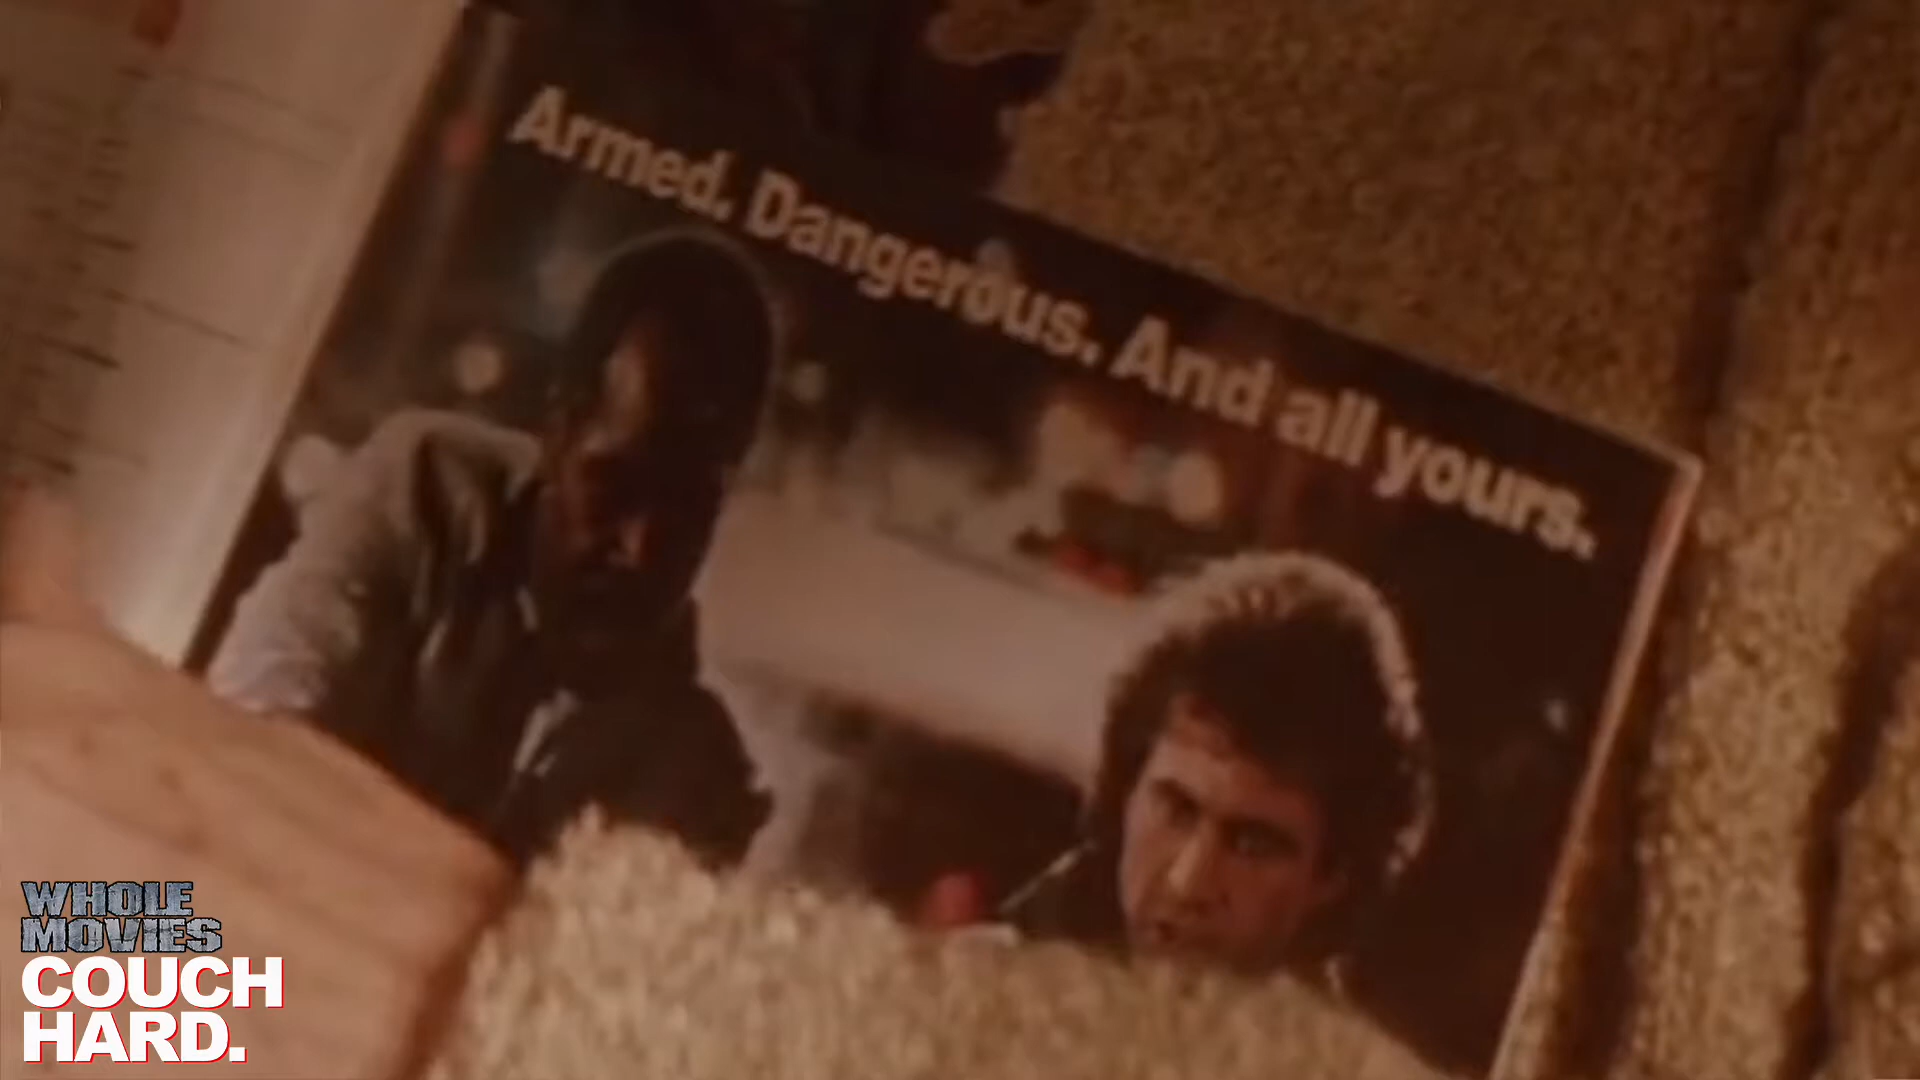 Armed. Dangerous. And all yours.
WHOLE
MOVIES
COUCH
HARD.